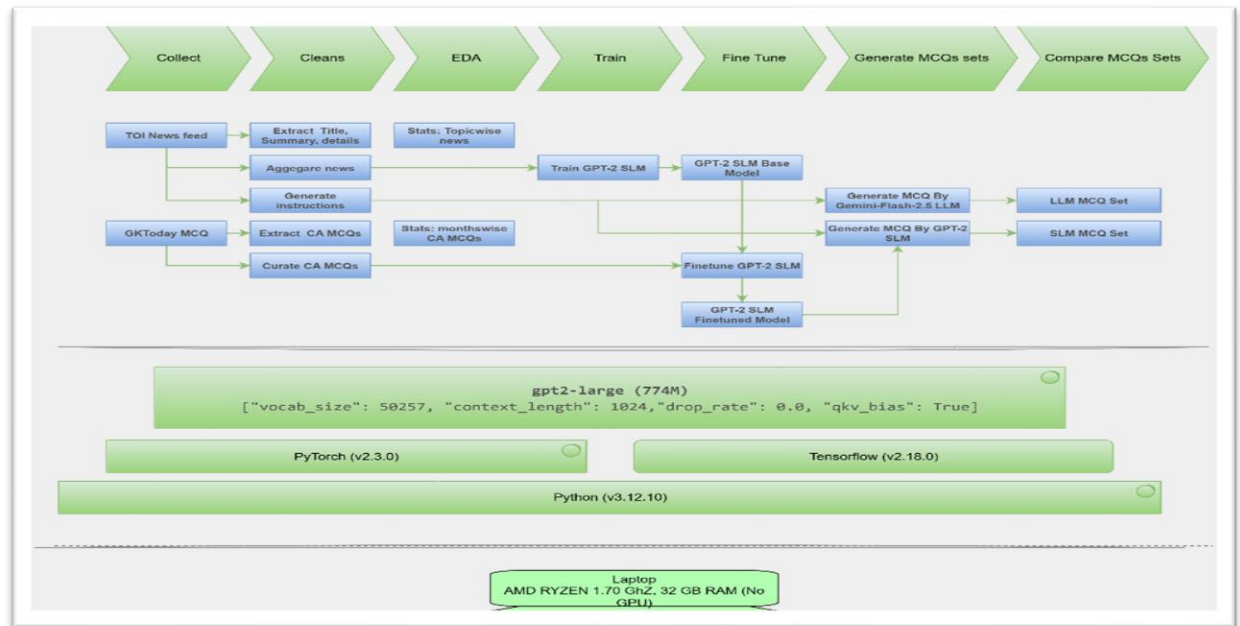 Collect
Cleans
EDA
Train
Fine Tune
Generate MCQs sets
Compare MCQs Sets
TOI News feed
Extract Title,
Summary, details
Stats: Topicwise
news
Aggegare news
Train GPT-2 SLM
GPT-2 SLM Base
Model
Generate
instructions
Generate MCQ By
Gemini-Flash-2.5 LLM
LLM MCQ Set
GKToday MCQ
Extract CA MCQs
Stats: monthswise
CA MCQs
Generate MCQ By GPT-2
SLM
SLM MCQ Set
Curate CA MCQs
Finetune GPT-2 SLM
GPT-2 SLM
Finetuned Model
gpt2-large (774M)
["vocab_size": 50257, "context_length": 1024,"drop_rate": 0.0, "qkv_bias": True]
PyTorch (v2.3.0)
Tensorflow (v2.18.0)
Python (v3.12.10)
Laptop
AMD RYZEN 1.70 GhZ, 32 GB RAM (No
GPU)